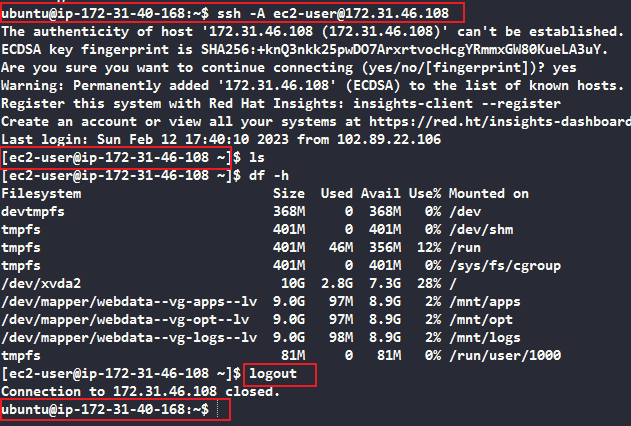 ubuntu@ip-172-31-40-168:~$ ssh -A ec2-user@172.31.46.108
The authenticity of host '172.31.46.108 (172.31.46.108)' can't be established.
ECDSA key fingerprint is SHA256:+knQ3nkk25pwDO7ArxrtvocHcgYRmmxGW80KueLA3uY.
Are you sure you want to continue connecting (yes/no/[fingerprint])? yes
Warning: Permanently added '172.31.46.108' (ECDSA) to the list of known hosts.
Register this system with Red Hat Insights: insights-client --register
Create an account or view all your systems at https://red.ht/insights-dashboard
Last login: Sun Feb 12 17:40:10 2023 from 102.89.22.106
[ec2-user@ip-172-31-46-108 ~]$ ls
[ec2-user@ip-172-31-46-108 ~]$ df -h
Filesystem Size Used Avail Use% Mounted on
devtmpfs 368M 0 368M 0% /dev
tmpfs 401M 0 401M 0% /dev/shm
tmpfs 401M 46M 356M 12% /run
tmpfs 401M 0 401M 0% /sys/fs/cgroup
/dev/xvda2 10G 2.8G 7.3G 28% /
/dev/mapper/webdata--vg-apps--lv 9.0G 97M 8.9G 2% /mnt/apps
/dev/mapper/webdata--vg-opt--lv 9.0G 97M 8.9G 2% /mnt/opt
/dev/mapper/webdata--vg-logs--lv 9.0G 98M 8.9G 2% /mnt/logs
tmpfs 81M 0 81M 0% /run/user/1000
[ec2-user@ip-172-31-46-108 ~]$ logout
Connection to 172.31.46.108 closed.
ubuntu@ip-172-31-40-168:~$